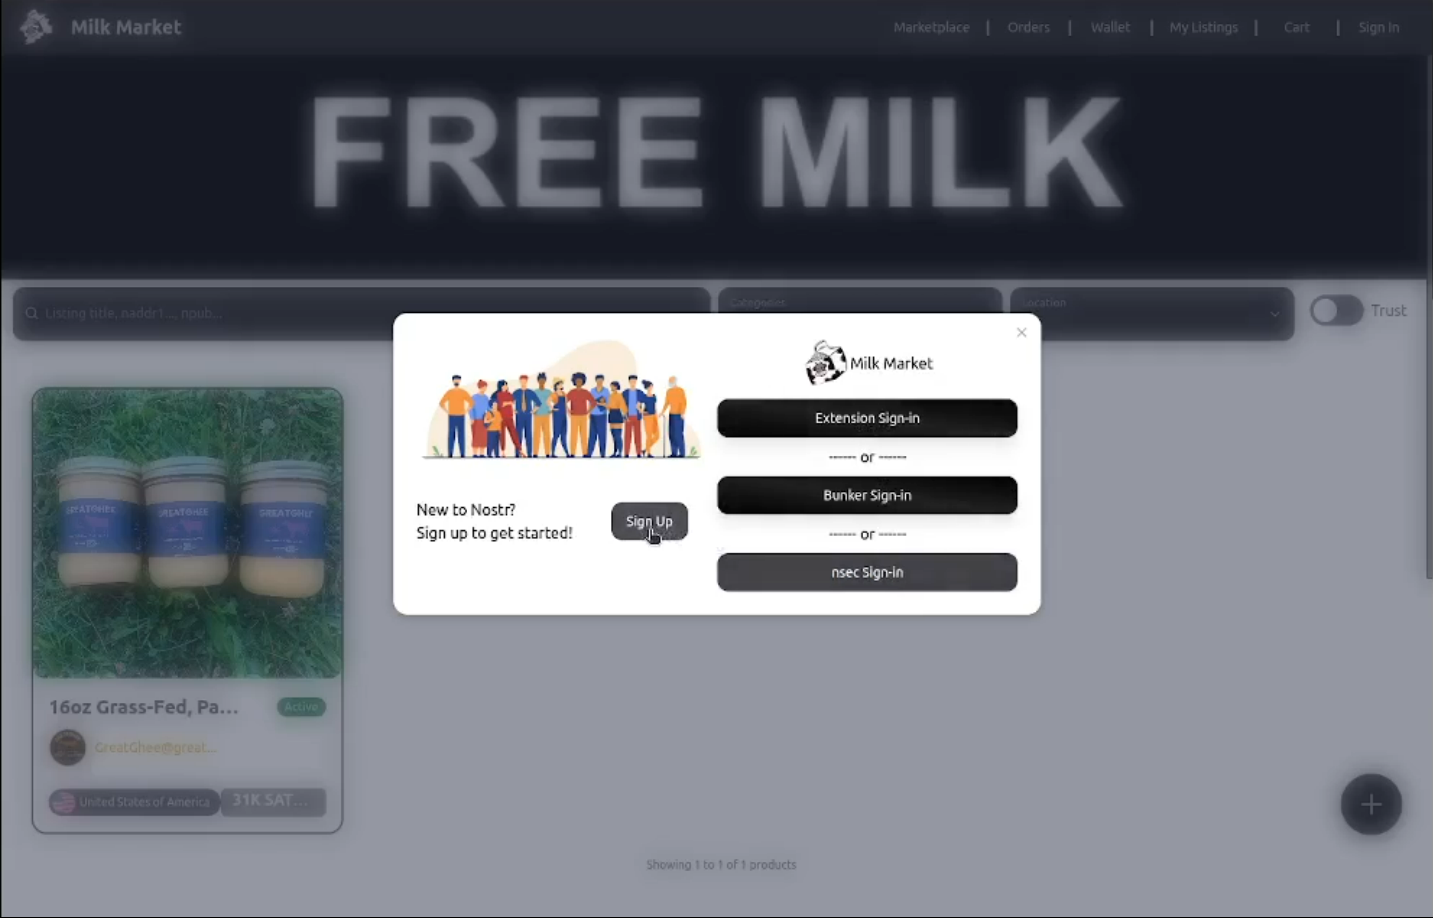 Milk Market
Marketplace | Orders | Wallet | My Listings | Cart | Sign In
FREE MILK
Listing title, naddr1..., npub...
Categories
Location
Trust
Milk Market
Extension Sign-in
------ or ------
Bunker Sign-in
------ or ------
nsec Sign-in
New to Nostr?
Sign up to get started!
Sign Up
GREATGHEE
GREATGHEE
GREATGHEE
16oz Grass-Fed, Pa...
Active
GreatGhee@great...
United States of America
31K SAT...
Showing 1 to 1 of 1 products